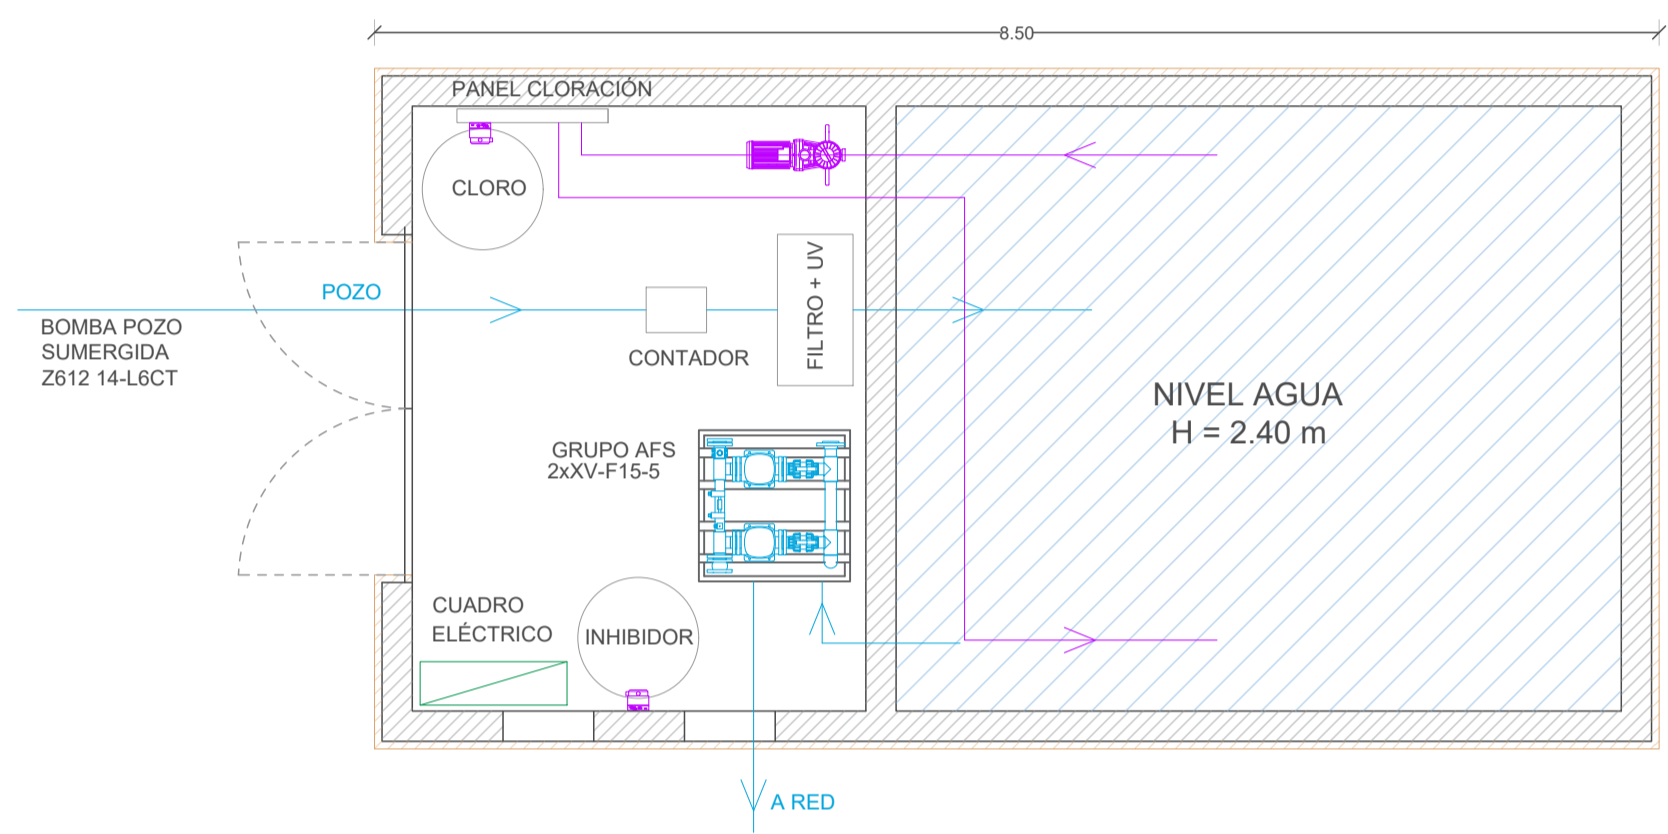 8.50
PANEL CLORACIÓN
CLORO
POZO
BOMBA POZO
SUMERGIDA
Z612 14-L6CT
CONTADOR
FILTRO + UV
NIVEL AGUA
H = 2.40 m
GRUPO AFS
2xXV-F15-5
CUADRO
ELÉCTRICO
INHIBIDOR
A RED